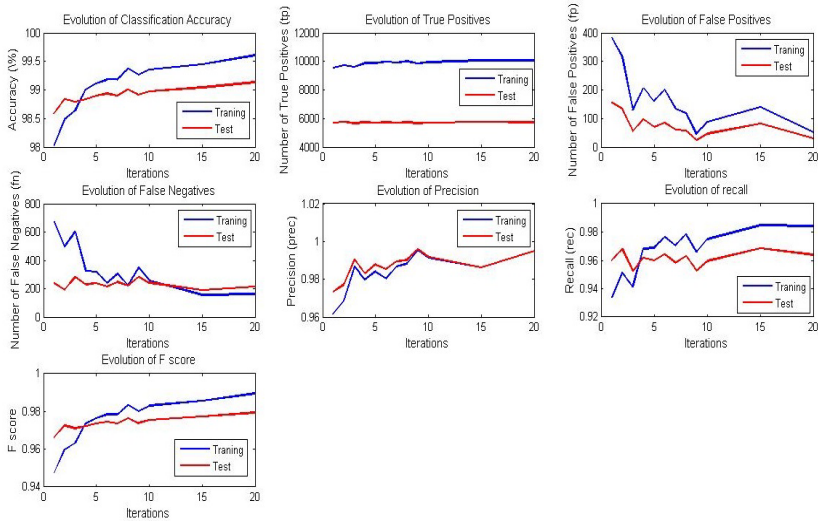 Evolution of Classification Accuracy
100
99.5
99
98.5
98
0 5 10 15 20
Accuracy (\%)
Iterations
Traning
Test
Evolution of True Positives
12000
10000
8000
6000
4000
0 5 10 15 20
Number of True Positives (tp)
Iterations
Traning
Test
Evolution of False Positives
400
300
200
100
0
0 5 10 15 20
Number of False Positives (fp)
Iterations
Traning
Test
Evolution of False Negatives
800
600
400
200
0
0 5 10 15 20
Number of False Negatives (fn)
Iterations
Traning
Test
Evolution of Precision
1.02
1
0.98
0.96
0 5 10 15 20
Precision (prec)
Iterations
Traning
Test
Evolution of recall
1
0.98
0.96
0.94
0.92
0 5 10 15 20
Recall (rec)
Iterations
Traning
Test
Evolution of F score
1
0.98
0.96
0.94
0 5 10 15 20
F score
Iterations
Traning
Test